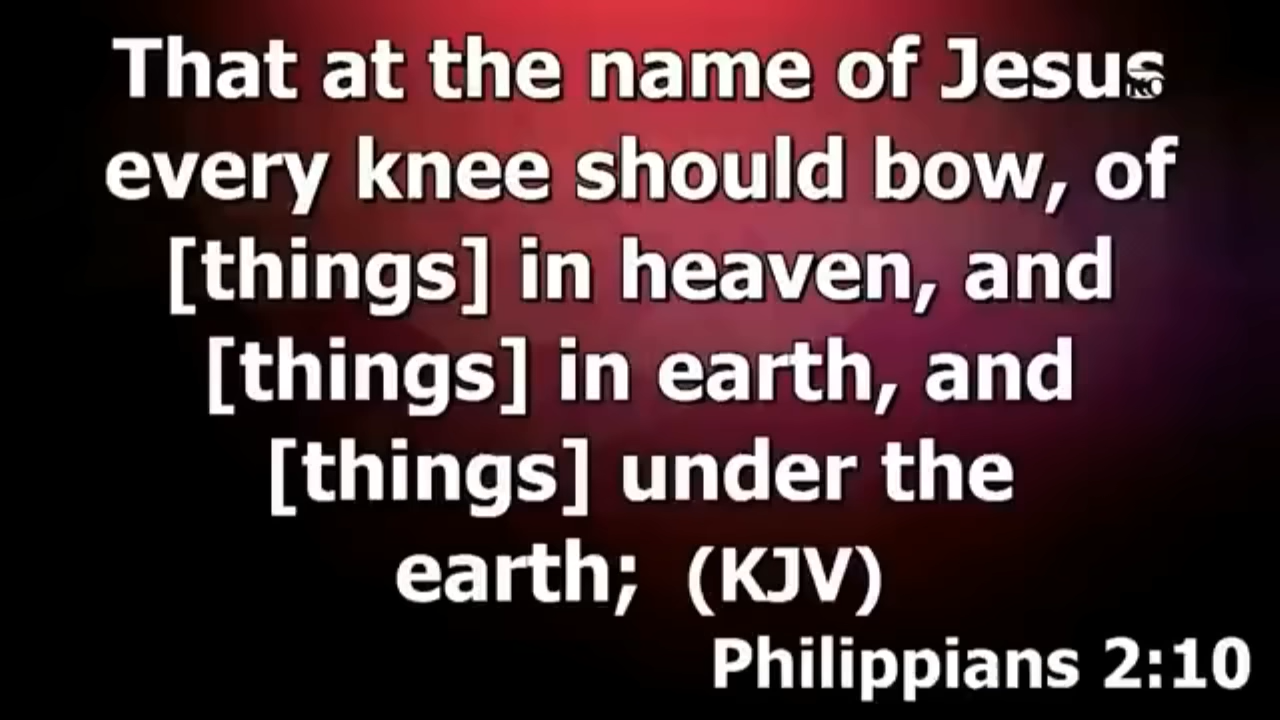 That at the name of Jesus
every knee should bow, of
[things] in heaven, and
[things] in earth, and
[things] under the
earth; (KJV)
Philippians 2:10